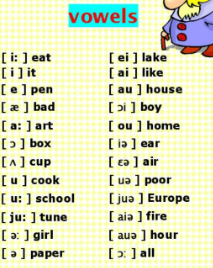 vowels
[ i: ] eat
[ i ] it
[ e ] pen
[ æ ] bad
[ a: ] art
[ ɔ ] box
[ ʌ ] cup
[ u ] cook
[ u: ] school
[ ju: ] tune
[ ə: ] girl
[ ə ] paper
[ ei ] lake
[ ai ] like
[ au ] house
[ ɔi ] boy
[ ou ] home
[ iə ] ear
[ ɛə ] air
[ uə ] poor
[ juə ] Europe
[ aiə ] fire
[ auə ] hour
[ ɔ: ] all